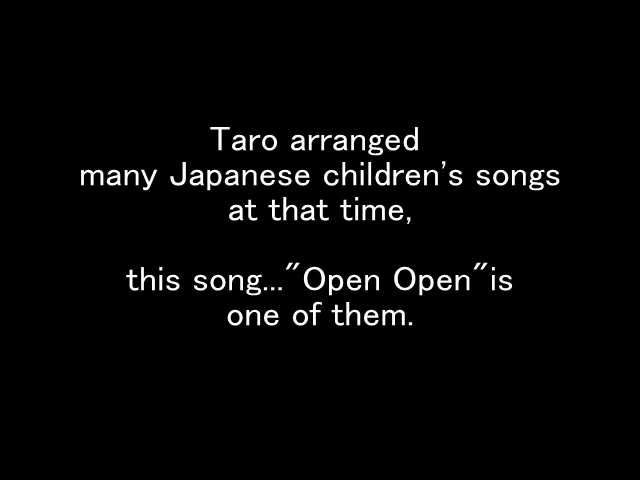 Taro arranged
many Japanese children's songs
at that time,
this song..."Open Open"is
one of them.